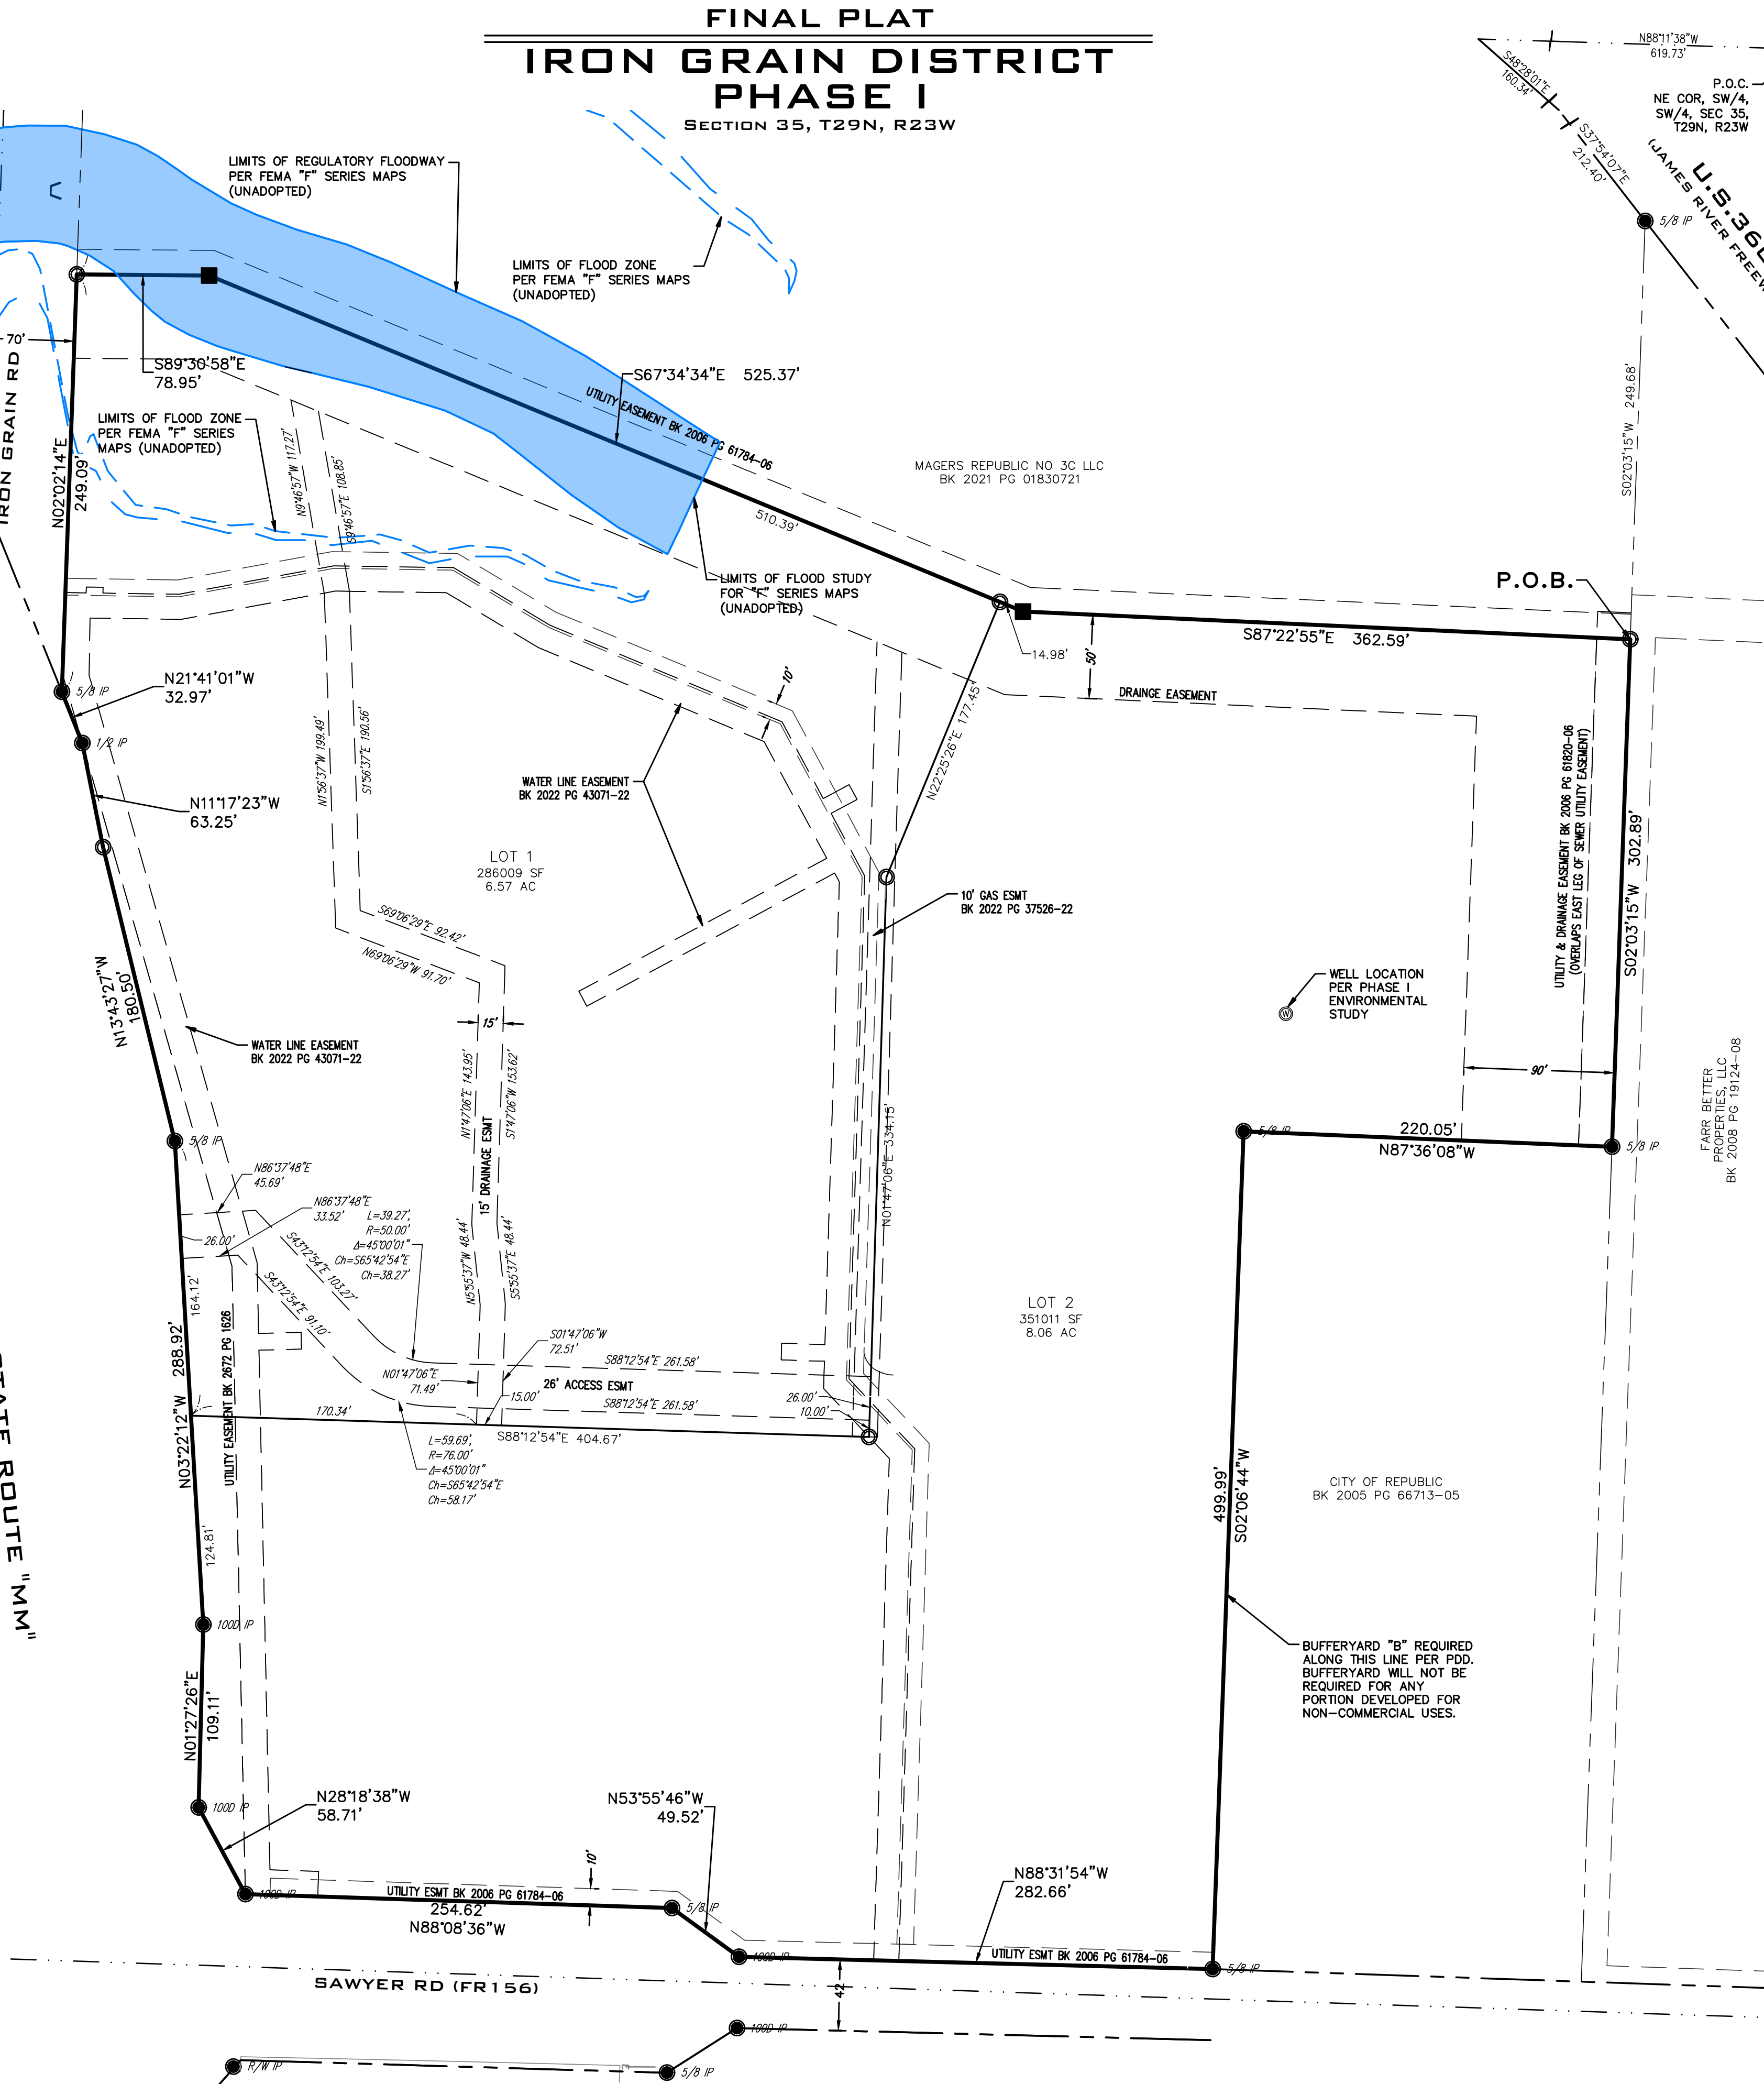 FINAL PLAT
IRON GRAIN DISTRICT
PHASE I
SECTION 35, T29N, R23W
N88°11'38"W
619.73'
S48°28'01"E
160.34'
P.O.C.
NE COR, SW/4,
SW/4, SEC 35,
T29N, R23W
S37°54'07"E
212.40'
U.S.360
(JAMES RIVER FREEW
5/8 IP
S02°03'15"W 249.68'
LIMITS OF REGULATORY FLOODWAY
PER FEMA "F" SERIES MAPS
(UNADOPTED)
LIMITS OF FLOOD ZONE
PER FEMA "F" SERIES MAPS
(UNADOPTED)
70'
IRON GRAIN RD
S89°30'58"E
78.95'
S67°34'34"E 525.37'
UTILITY EASEMENT BK 2006 PG 61784-06
LIMITS OF FLOOD ZONE
PER FEMA "F" SERIES
MAPS (UNADOPTED)
N02°02'14"E
249.09'
N9°46'57"W 117.27'
S9°46'57"E 108.85'
MAGERS REPUBLIC NO 3C LLC
BK 2021 PG 01830721
510.39'
LIMITS OF FLOOD STUDY
FOR "F" SERIES MAPS
(UNADOPTED)
P.O.B.
S87°22'55"E 362.59'
14.98'
50'
DRAINGE EASEMENT
5/8 IP
N21°41'01"W
32.97'
1/2 IP
N11°17'23"W
63.25'
10'
N1°56'37"W 199.49'
S1°56'37"E 190.56'
WATER LINE EASEMENT
BK 2022 PG 43071-22
N22°25'26"E 177.45'
UTILITY & DRAINAGE EASEMENT BK 2006 PG 61820-06
(OVERLAPS EAST LEG OF SEWER UTILITY EASEMENT)
S02°03'15"W 302.89'
LOT 1
286009 SF
6.57 AC
10' GAS ESMT
BK 2022 PG 37526-22
S69°06'29"E 92.42'
N69°06'29"W 91.70'
WELL LOCATION
PER PHASE I
ENVIRONMENTAL
STUDY
W
N13°43'27"W
180.50'
15'
WATER LINE EASEMENT
BK 2022 PG 43071-22
N1°47'06"E 143.95'
S1°47'06"W 153.62'
15' DRAINAGE ESMT
90'
FARR BETTER
PROPERTIES, LLC
BK 2008 PG 19124-08
5/8 IP
5/8 IP
220.05'
N87°36'08"W
5/8 IP
N01°47'06"E 334.15'
N86°37'48"E
45.69'
N86°37'48"E
33.52'
L=39.27',
R=50.00'
Δ=45°00'01"
Ch=S65°42'54"E
Ch=38.27'
26.00'
S43°12'54"E 103.27'
S43°12'54"E 91.10'
N5°55'37"W 48.44'
S5°55'37"E 48.44'
164.12'
LOT 2
351011 SF
8.06 AC
N03°22'12"W 288.92'
UTILITY EASEMENT BK 2672 PG 1626
S01°47'06"W
72.51'
N01°47'06"E
71.49'
S88°12'54"E 261.58'
26' ACCESS ESMT
15.00'
S88°12'54"E 261.58'
26.00'
10.00'
170.34'
S88°12'54"E 404.67'
L=59.69',
R=76.00'
Δ=45°00'01"
Ch=S65°42'54"E
Ch=58.17'
STATE ROUTE "MM"
CITY OF REPUBLIC
BK 2005 PG 66713-05
499.99'
S02°06'44"W
124.81'
100D IP
BUFFERYARD "B" REQUIRED
ALONG THIS LINE PER PDD.
BUFFERYARD WILL NOT BE
REQUIRED FOR ANY
PORTION DEVELOPED FOR
NON-COMMERCIAL USES.
N01°27'26"E
109.11'
100D IP
N28°18'38"W
58.71'
N53°55'46"W
49.52'
10'
100D IP
UTILITY ESMT BK 2006 PG 61784-06
254.62'
N88°08'36"W
5/8 IP
N88°31'54"W
282.66'
100D IP
UTILITY ESMT BK 2006 PG 61784-06
5/8 IP
SAWYER RD (FR156)
42'
100D IP
R/W IP
5/8 IP